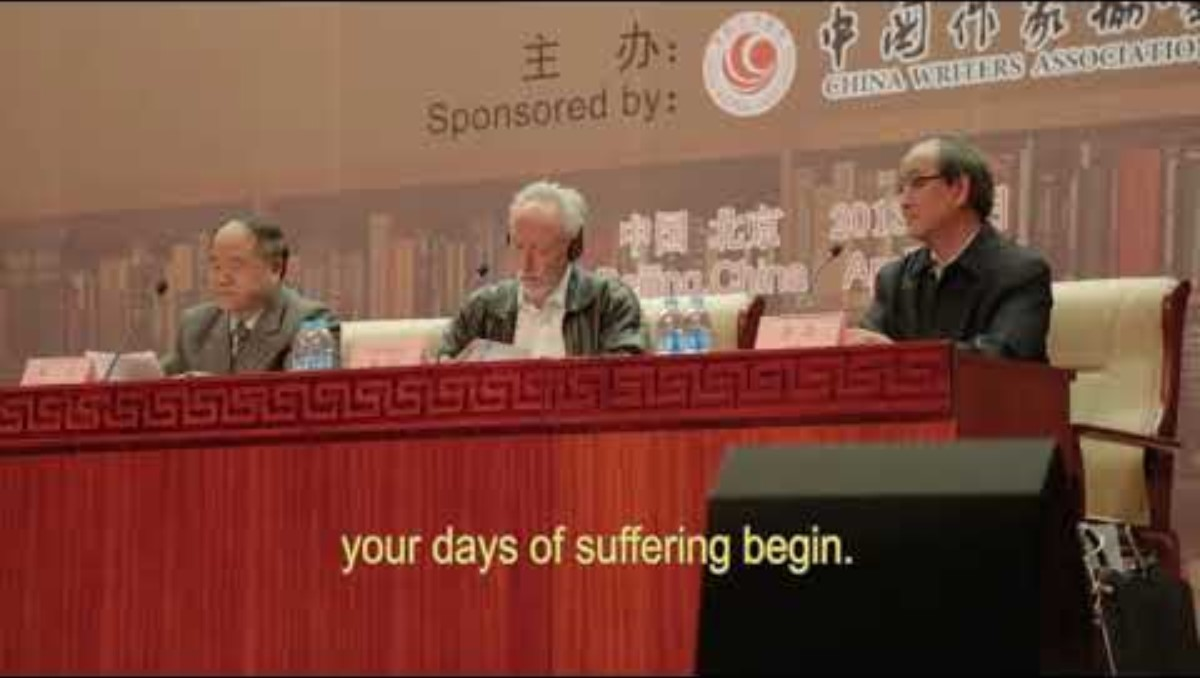 主 办:
Sponsored by:
中国作家协
CHINA WRITERS ASSOCIATION
中国 北京
Beijing China
your days of suffering begin.